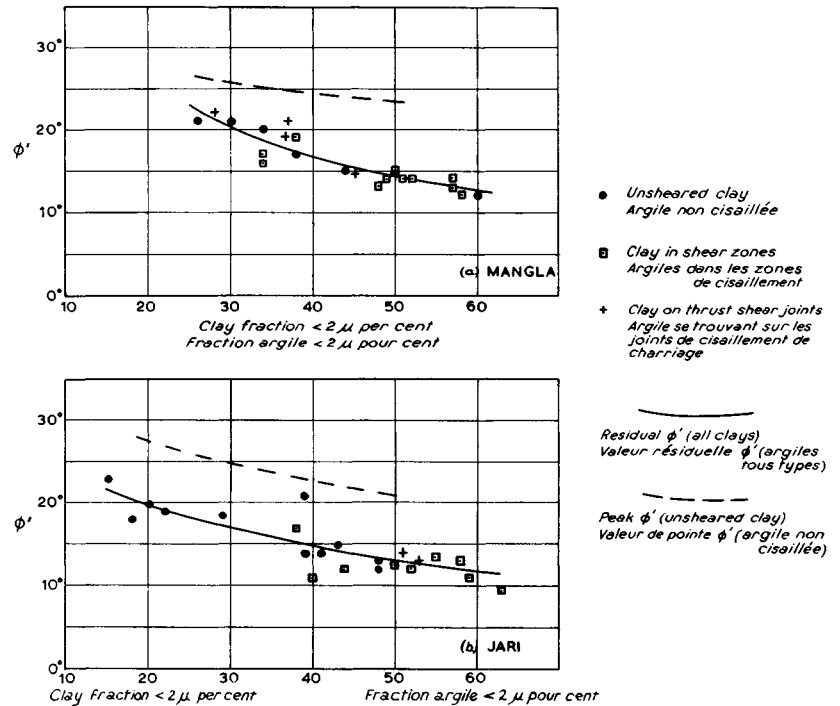 30°
20°
φ'
10°
0°
(a) MANGLA
10 20 30 40 50 60
Clay fraction < 2 μ per cent
Fraction argile < 2 μ pour cent
30°
20°
φ'
10°
0°
(b) JARI
10 20 30 40 50 60
Clay fraction < 2 μ per cent Fraction argile < 2 μ pour cent
Unsheared clay
Argile non cisaillée
Clay in shear zones
Argiles dans les zones
de cisaillement
Clay on thrust shear joints
Argile se trouvant sur les
joints de cisaillement de
charriage
Residual φ' (all clays)
Valeur résiduelle φ' (argiles
tous types)
Peak φ' (unsheared clay)
Valeur de pointe φ' (argile non
cisaillée)